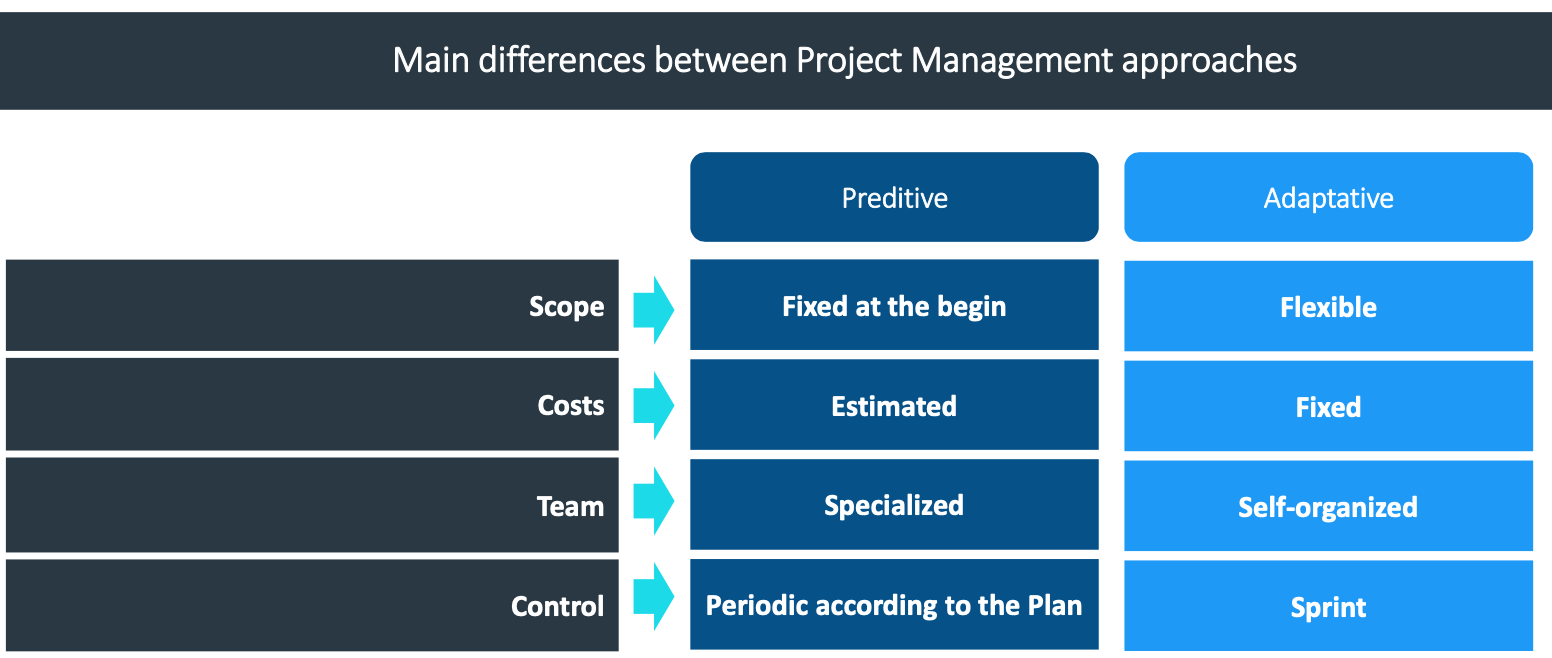 Main differences between Project Management approaches
Preditive
Adaptative
Scope
Fixed at the begin
Flexible
Costs
Estimated
Fixed
Team
Specialized
Self-organized
Control
Periodic according to the Plan
Sprint